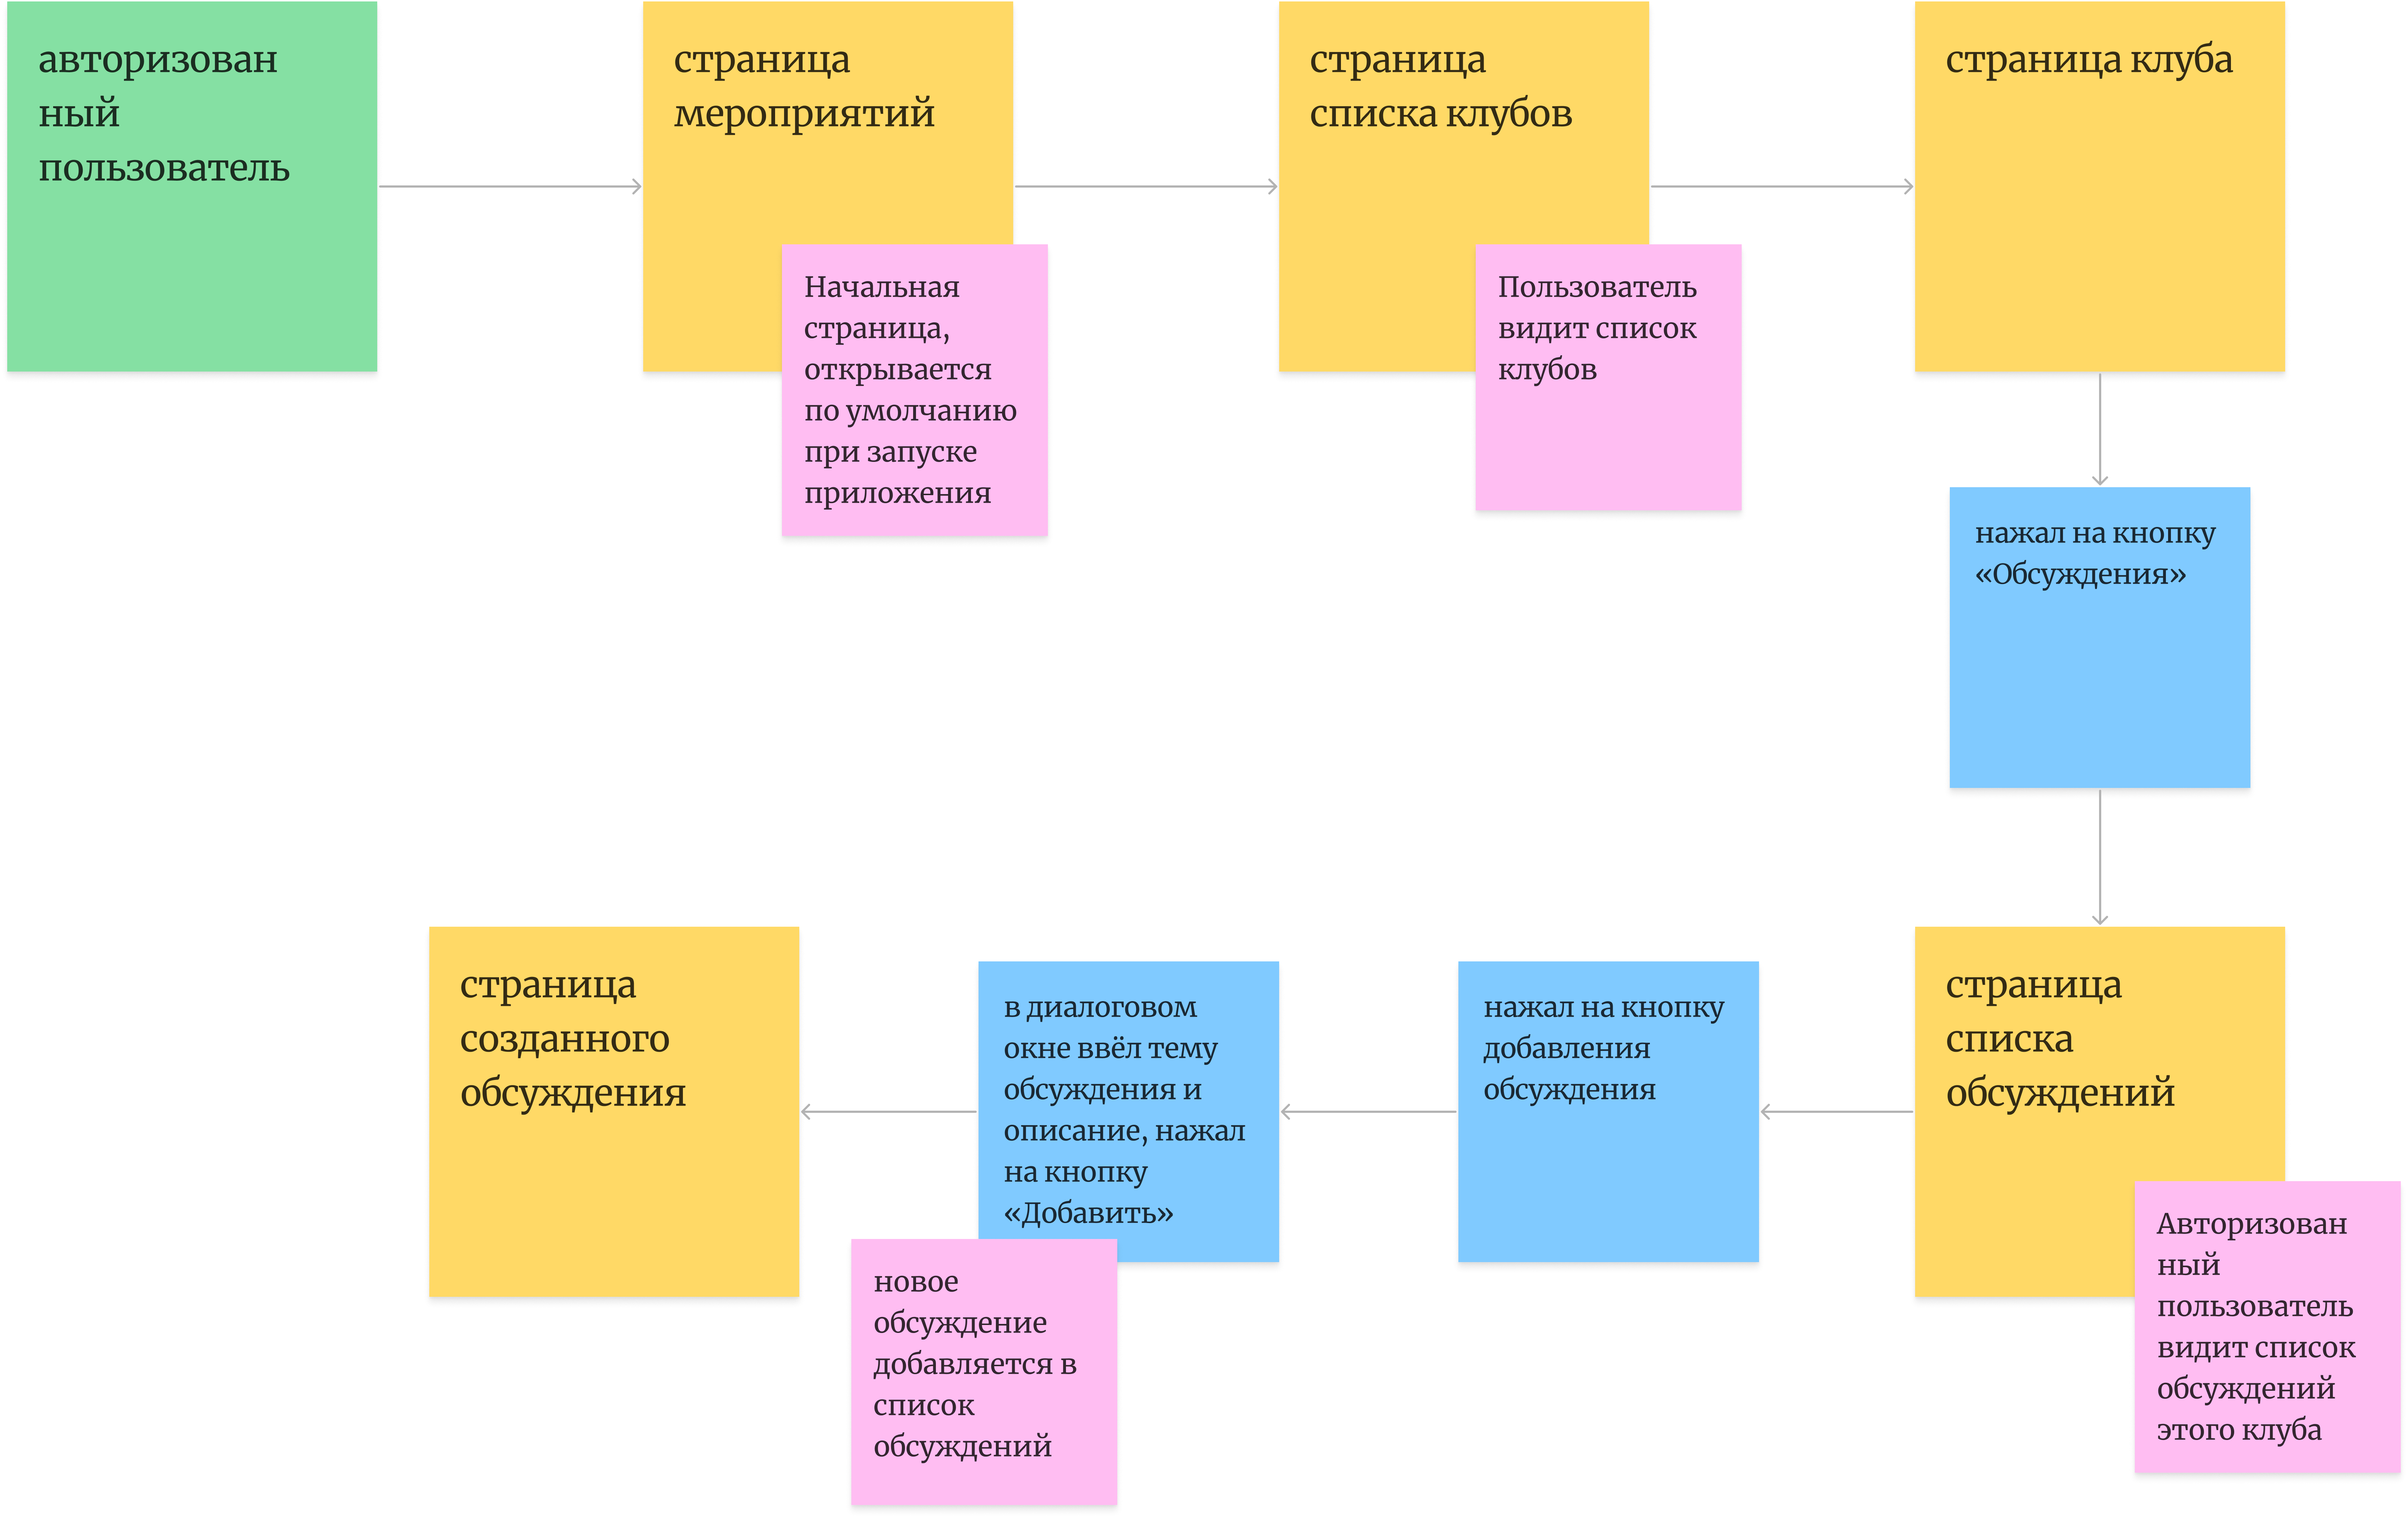 авторизован
ный
пользователь
страница
мероприятий
Начальная
страница,
открывается
по умолчанию
при запуске
приложения
страница
списка клубов
Пользователь
видит список
клубов
страница клуба
нажал на кнопку
«Обсуждения»
страница
списка
обсуждений
Авторизован
ный
пользователь
видит список
обсуждений
этого клуба
нажал на кнопку
добавления
обсуждения
в диалоговом
окне ввёл тему
обсуждения и
описание, нажал
на кнопку
«Добавить»
новое
обсуждение
добавляется в
список
обсуждений
страница
созданного
обсуждения